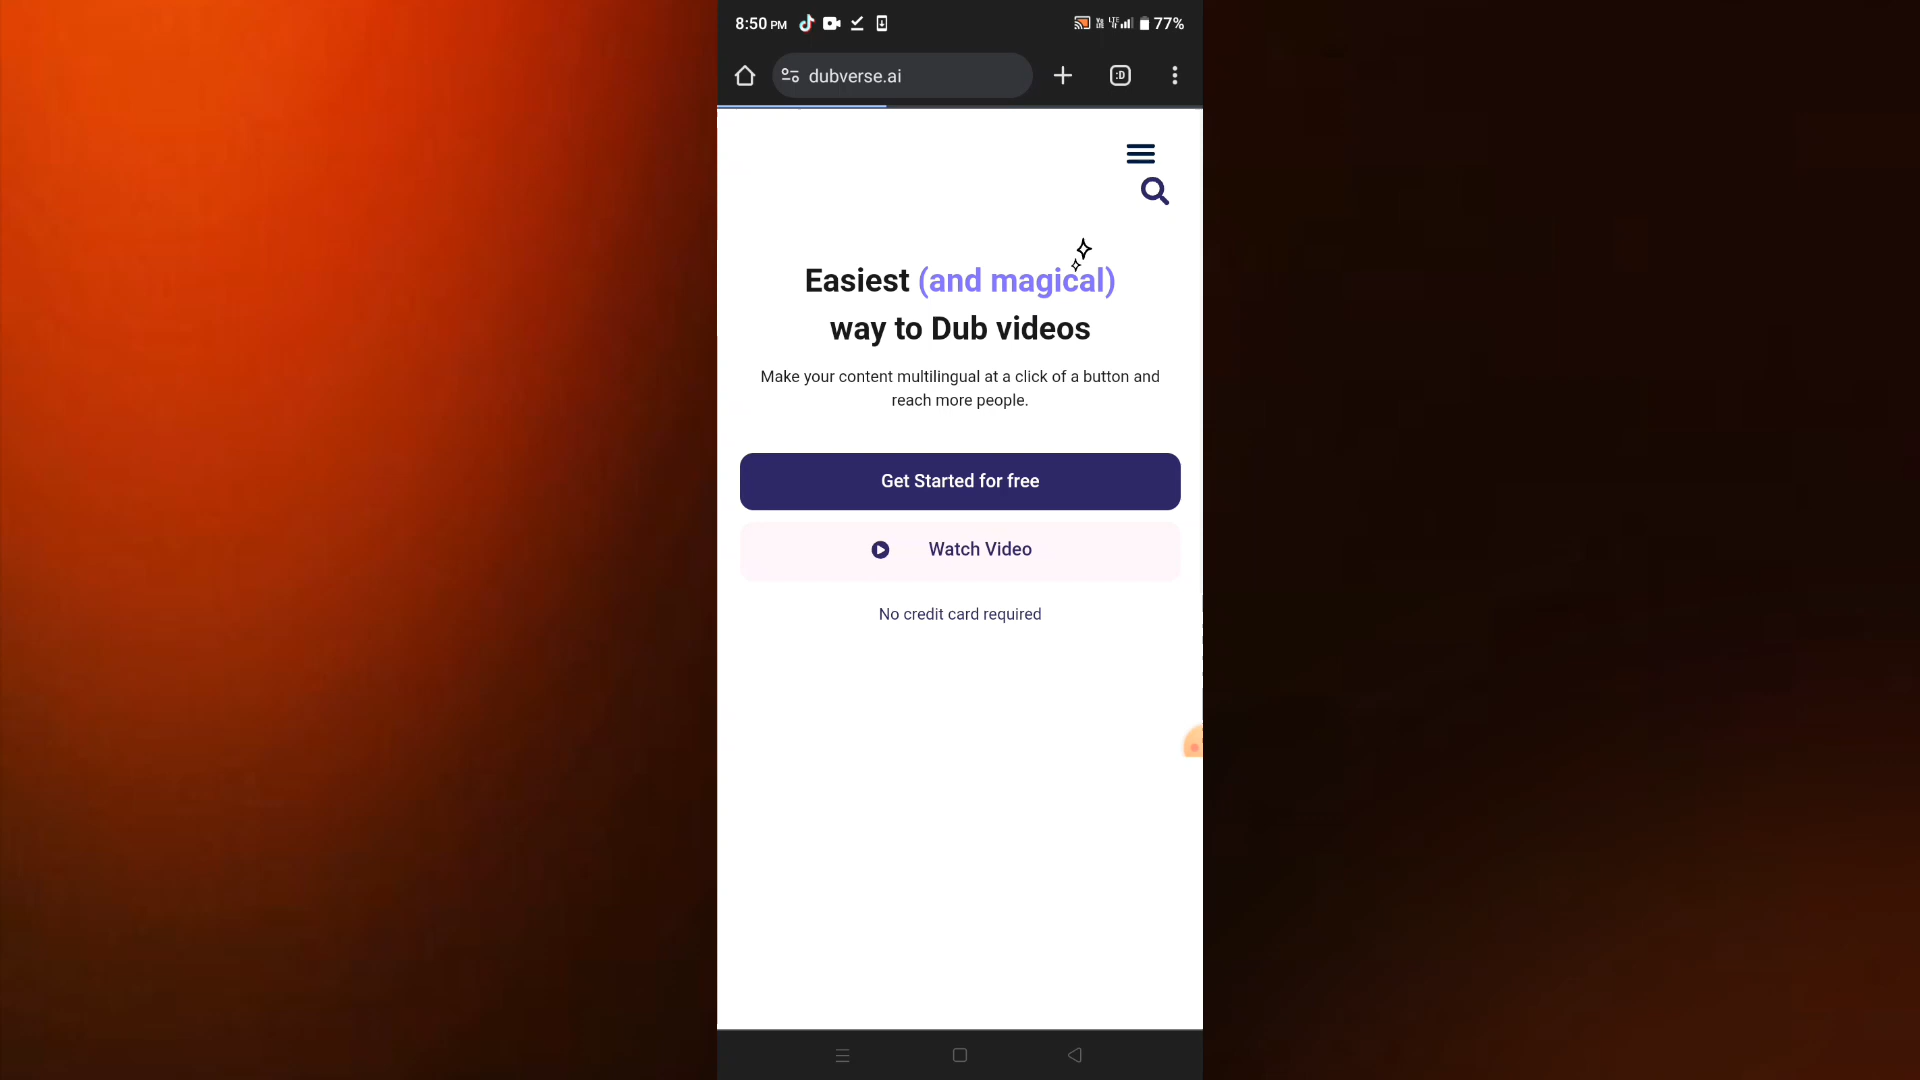 8:50 PM
77%
dubverse.ai
:D
Easiest (and magical)
way to Dub videos
Make your content multilingual at a click of a button and
reach more people.
Get Started for free
Watch Video
No credit card required